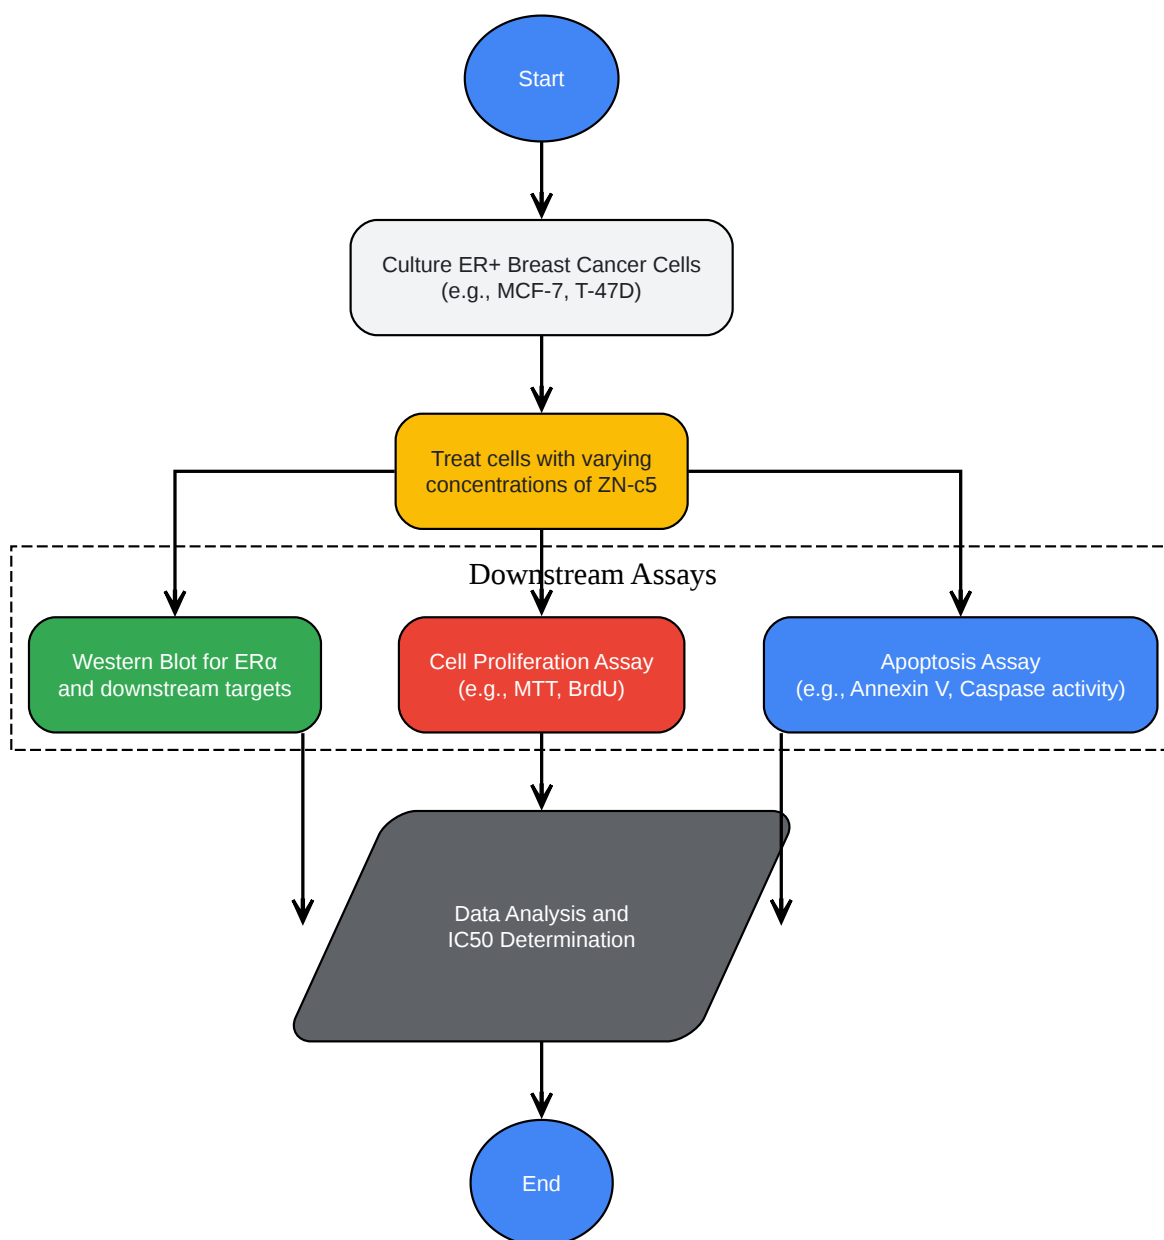 Start
Culture ER+ Breast Cancer Cells
(e.g., MCF-7, T-47D)
Treat cells with varying
concentrations of ZN-c5
Downstream Assays
Western Blot for ERα
and downstream targets
Cell Proliferation Assay
(e.g., MTT, BrdU)
Apoptosis Assay
(e.g., Annexin V, Caspase activity)
Data Analysis and
IC50 Determination
End